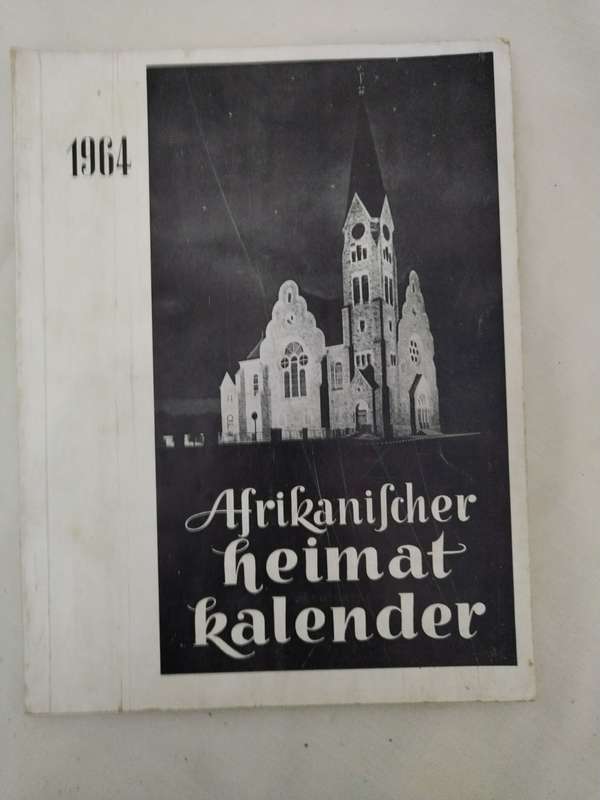 1964
Afrikaniſcher
heimat
kalender